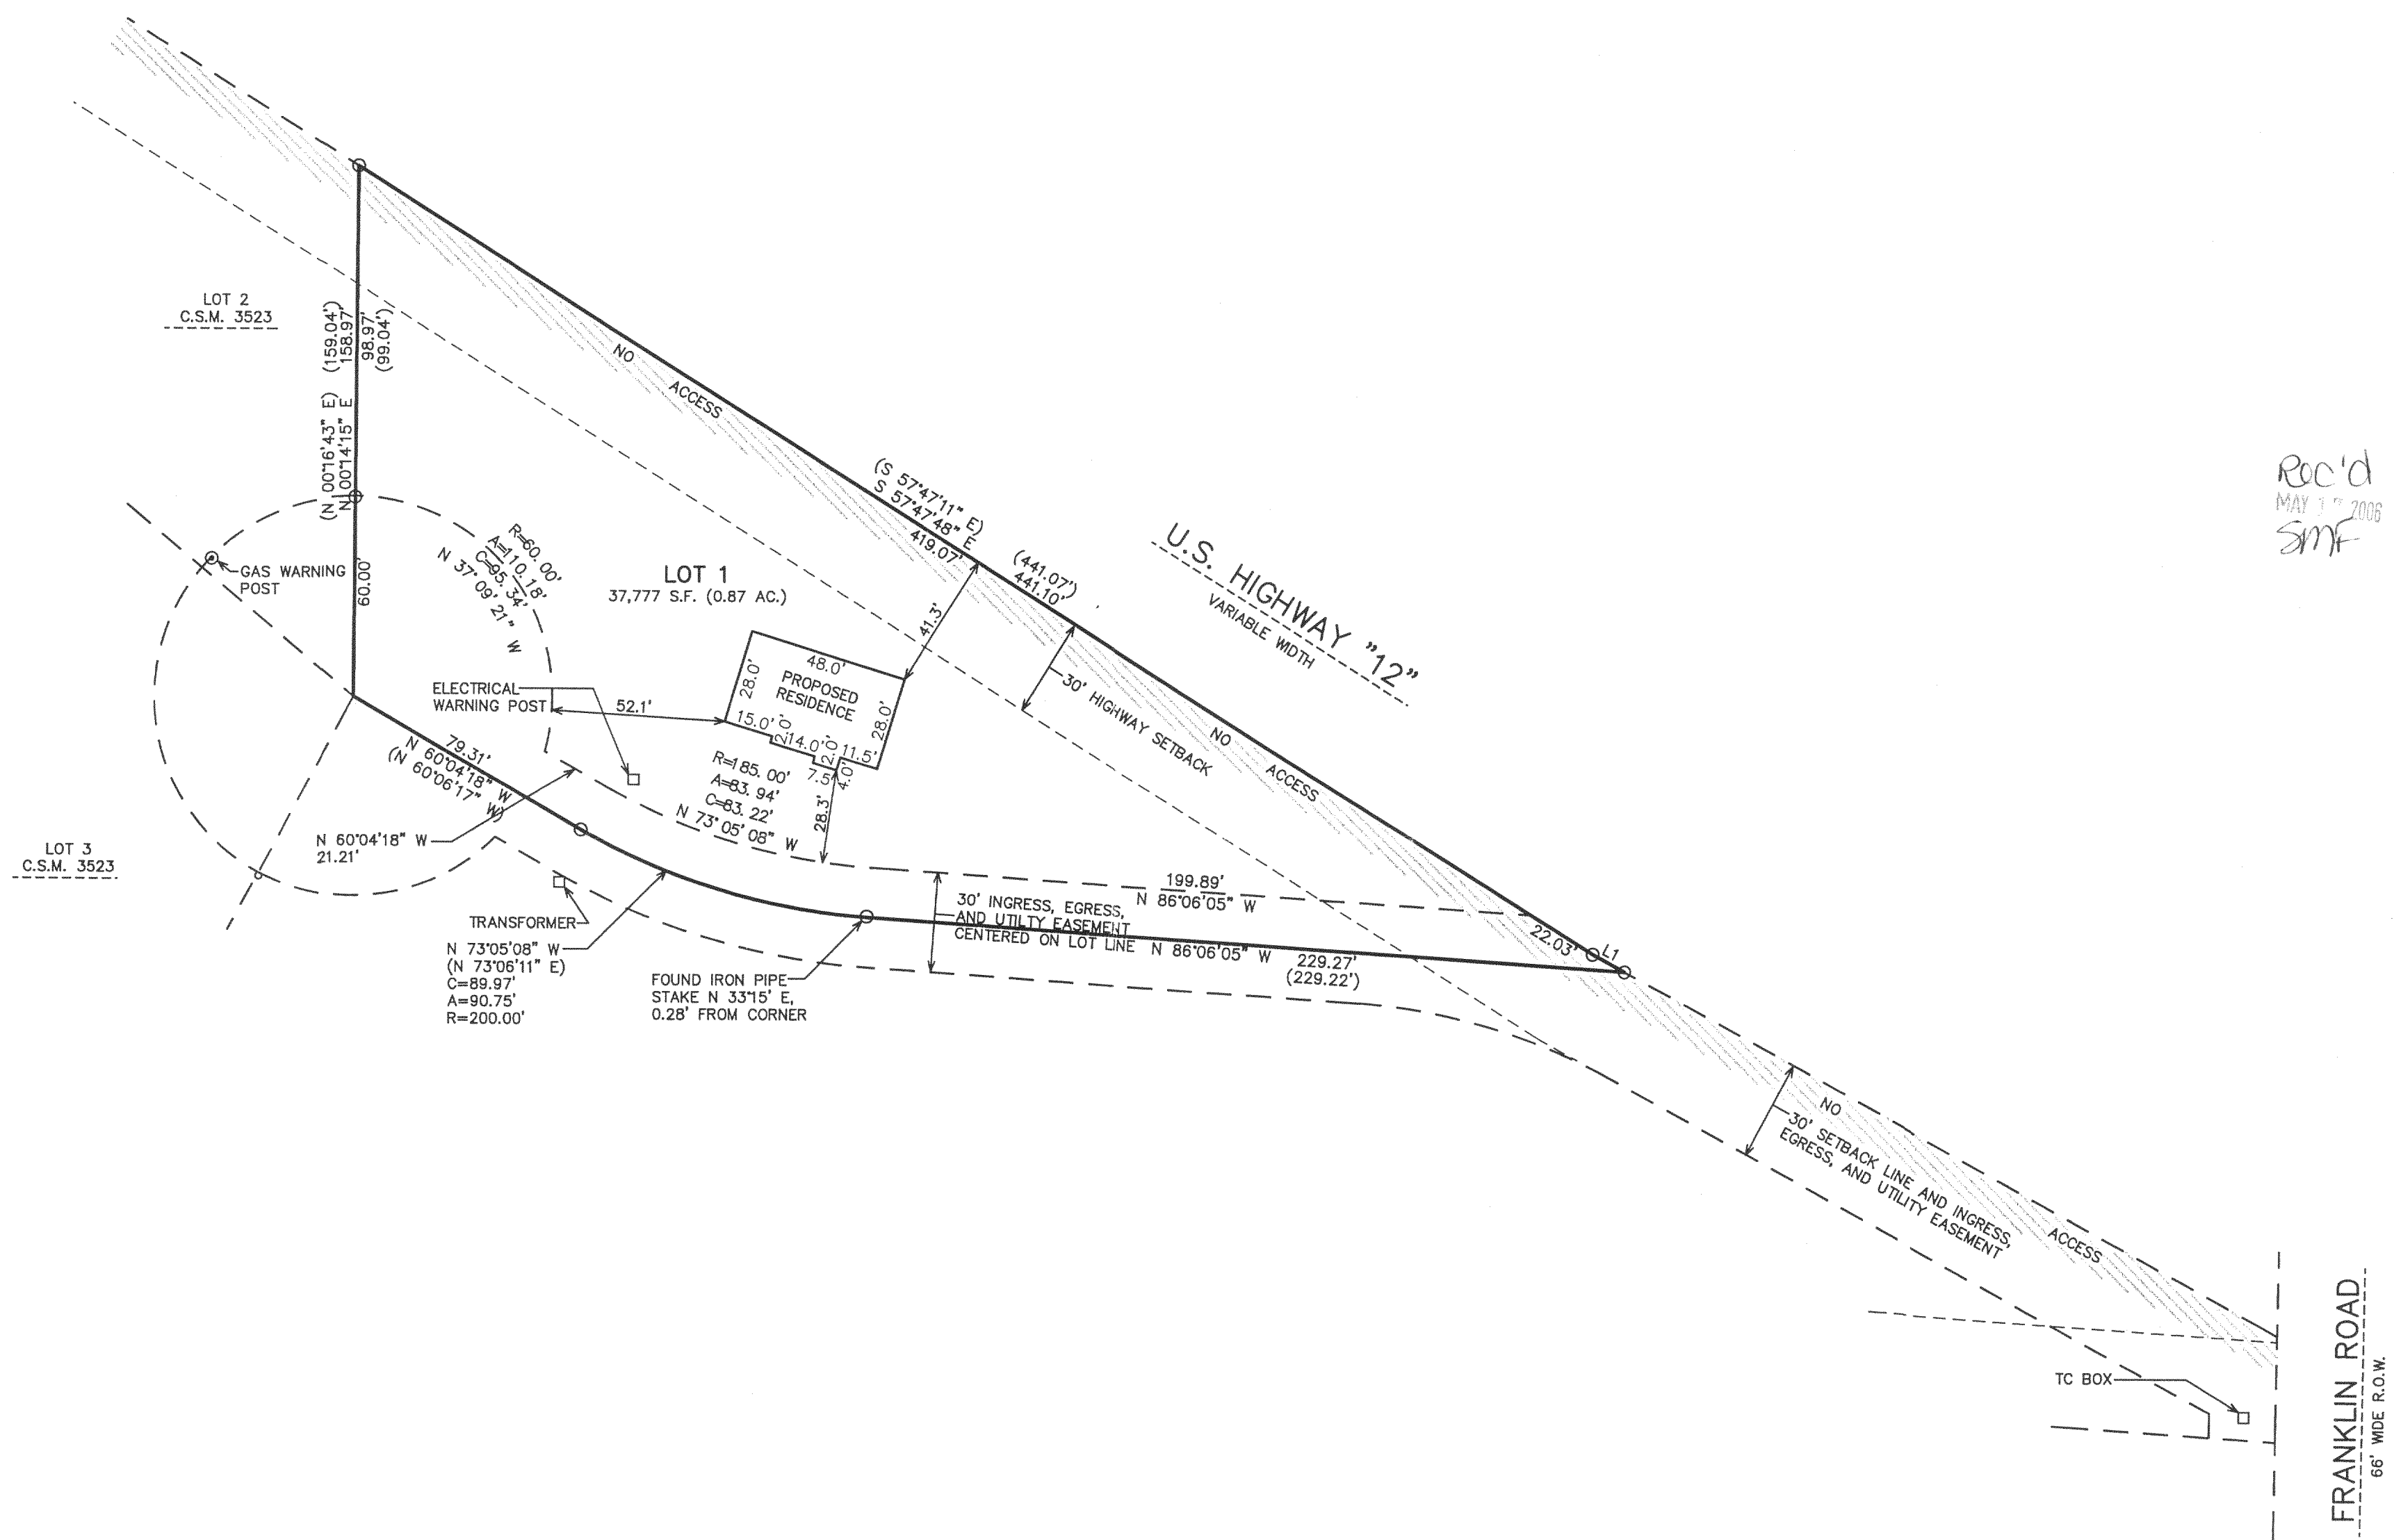 LOT 2
C.S.M. 3523
(N 00°16'43" E) (159.04')
N 00°14'15" E 158.97'
98.97'
(99.04')
60.00'
GAS WARNING
POST
R=60.00'
A=110.18'
C=95.34'
N 37°09'21" W
LOT 1
37,777 S.F. (0.87 AC.)
NO
ACCESS
(S 57°47'11" E)
S 57°47'48" E
419.07'
(441.07')
441.10'
U.S. HIGHWAY "12"
VARIABLE WIDTH
Rec'd
MAY 2006
SMF
41.3'
30' HIGHWAY SETBACK
NO
ACCESS
ELECTRICAL
WARNING POST
52.1'
48.0'
28.0'
PROPOSED
RESIDENCE
28.0'
15.0'
2.0'
14.0'
2.0'
11.5'
7.5'
4.0'
28.3'
R=185.00'
A=83.94'
C=83.22'
N 73°05'08" W
79.31'
N 60°04'18" W
(N 60°06'17" W)
N 60°04'18" W
21.21'
LOT 3
C.S.M. 3523
TRANSFORMER
N 73°05'08" W
(N 73°06'11" E)
C=89.97'
A=90.75'
R=200.00'
FOUND IRON PIPE
STAKE N 33°15' E,
0.28' FROM CORNER
30' INGRESS, EGRESS,
AND UTILTY EASEMENT
CENTERED ON LOT LINE
199.89'
N 86°06'05" W
N 86°06'05" W
229.27'
(229.22')
22.03'
L1
NO
ACCESS
30' SETBACK LINE AND INGRESS,
EGRESS, AND UTILITY EASEMENT
TC BOX
FRANKLIN ROAD
66' WIDE R.O.W.